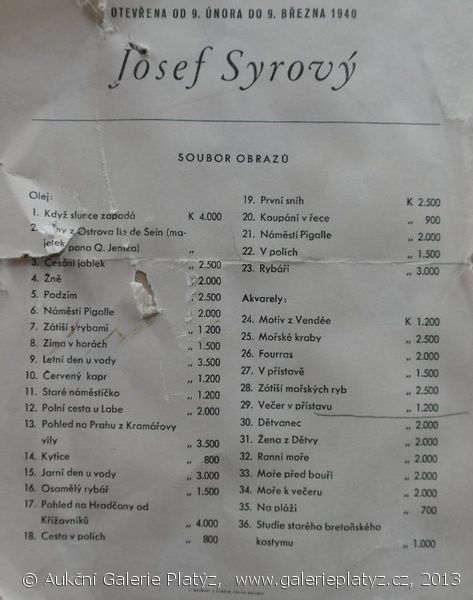 OTEVŘENA OD 9. ÚNORA DO 9. BŘEZNA 1940
Josef Syrový
SOUBOR OBRAZŮ
Olej:
1. Když slunce zapadá K 4.000
2. z Ostrova lie de Sein (ma-
jetek pana Q. „
3. Česání jablek „ 2.500
4. Žně „ 2.000
5. Podzim „ 2.500
6. Náměstí Pigalle „ 2.000
7. Zátiší s rybami „ 1.200
8. Zima v horách „ 1.500
9. Letní den u vody „ 3.500
10. Červený kapr „ 1.200
11. Staré náměstíčko „ 1.200
12. Polní cesta u Labe „ 2.000
13. Pohled na Prahu z Kramářovy
vily „ 3.500
14. Kytice „ 800
15. Jarní den u vody „ 3.000
16. Osamělý rybář „ 1.500
17. Pohled na Hradčany od
Křižovníků „ 4.000
18. Cesta v polích „ 800
19. První sníh K 2.500
20. Koupání v řece „ 900
21. Náměstí Pigalle „ 2.000
22. V polích „ 1.500
23. Rybáři „ 3.000
Akvarely:
24. Motiv z Vendée K 1.200
25. Mořské kraby „ 2.500
26. Fourras „ 2.000
27. V přístavě „ 1.500
28. Zátiší mořských ryb „ 2.500
29. Večer v přístavu „ 1.200
30. Dětvanec „ 2.000
31. Žena z Dětvy „ 2.000
32. Ranní moře „ 2.000
33. Moře před bouří „ 2.000
34. Moře k večeru „ 2.000
35. Na pláži „ 700
36. Studie starého bretoňského
kostymu „ 1.000
© Aukční Galerie Platýz, www.galerieplatyz.cz, 2013